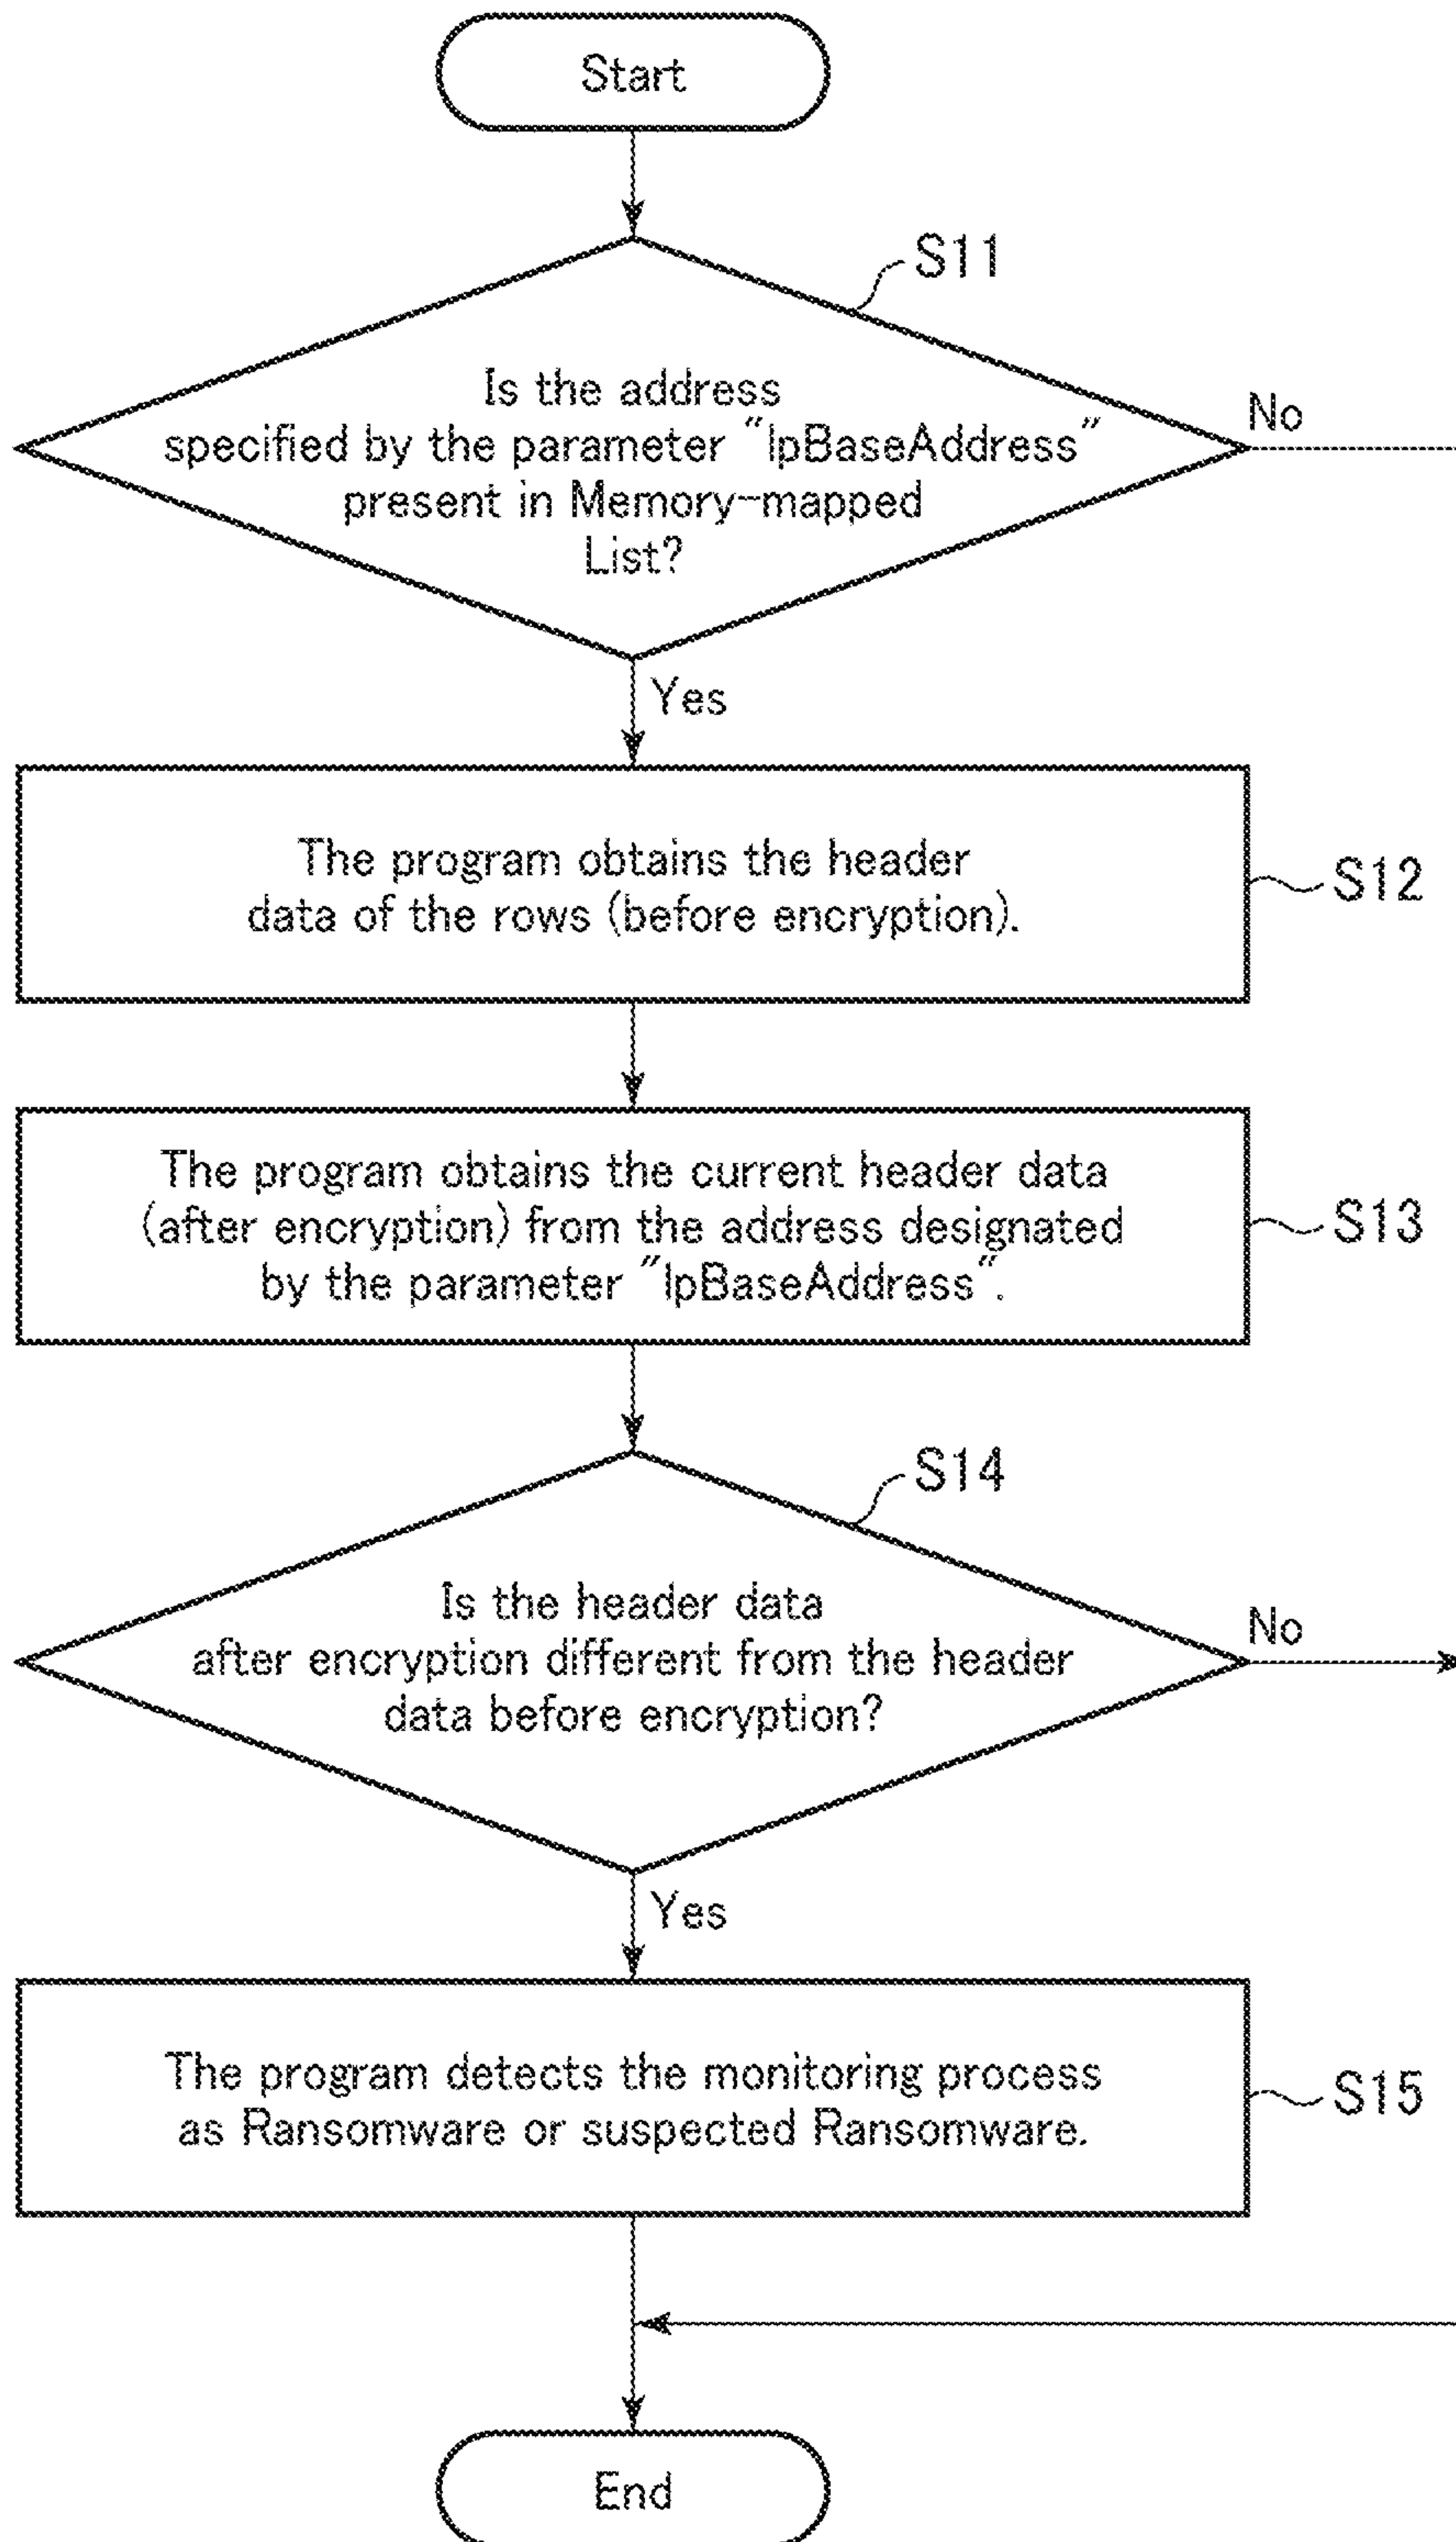 Start
S11
Is the address
specified by the parameter "lpBaseAddress"
present in Memory-mapped
List?
No
Yes
The program obtains the header
data of the rows (before encryption).
S12
The program obtains the current header data
(after encryption) from the address designated
by the parameter "lpBaseAddress".
S13
S14
Is the header data
after encryption different from the header
data before encryption?
No
Yes
The program detects the monitoring process
as Ransomware or suspected Ransomware.
S15
End